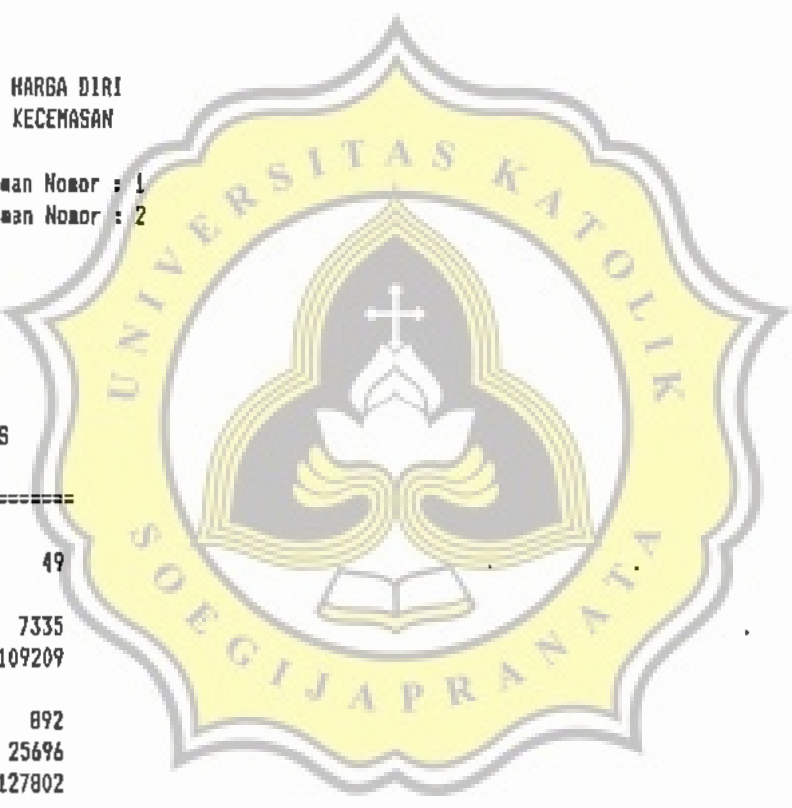 HARGA DIRI
KECEMASAN
man Nomor : 1
man Nomor : 2
S
=======
49
7335
109209
892
25696
127802
UNIVERSITAS KATOLIK
SOEGIJAPRANATA